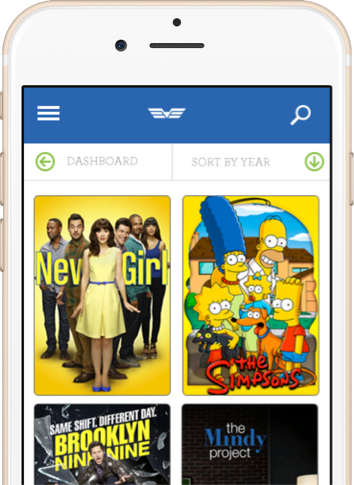 DASHBOARD
SORT BY YEAR
New Girl
the
SIMPSONS
SAME SHIFT. DIFFERENT DAY.
BROOKLYN
NINE-NINE
the
Mindy
project